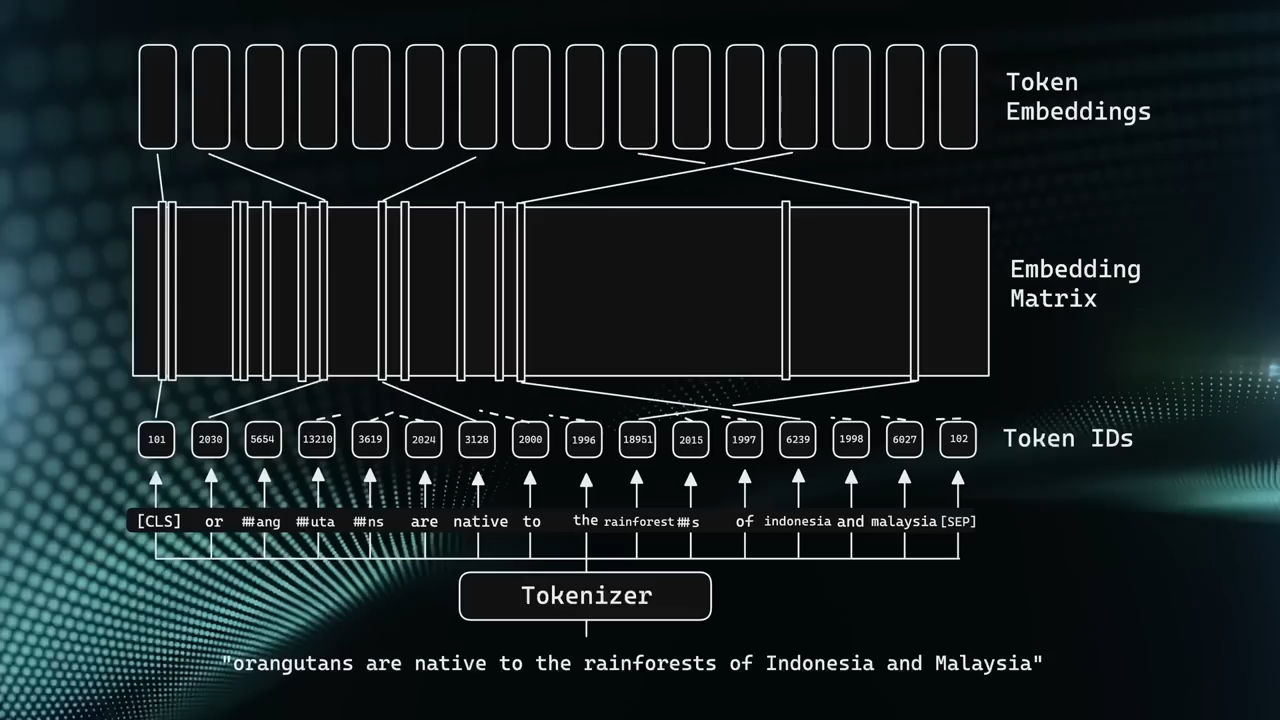 Token
Embeddings
Embedding
Matrix
101 2030 5654 13210 3619 2024 3128 2000 1996 18951 2015 1997 6239 1998 6027 102
Token IDs
[CLS] or ##ang ##uta ##ns are native to the rainforest ##s of indonesia and malaysia [SEP]
Tokenizer
"orangutans are native to the rainforests of Indonesia and Malaysia"